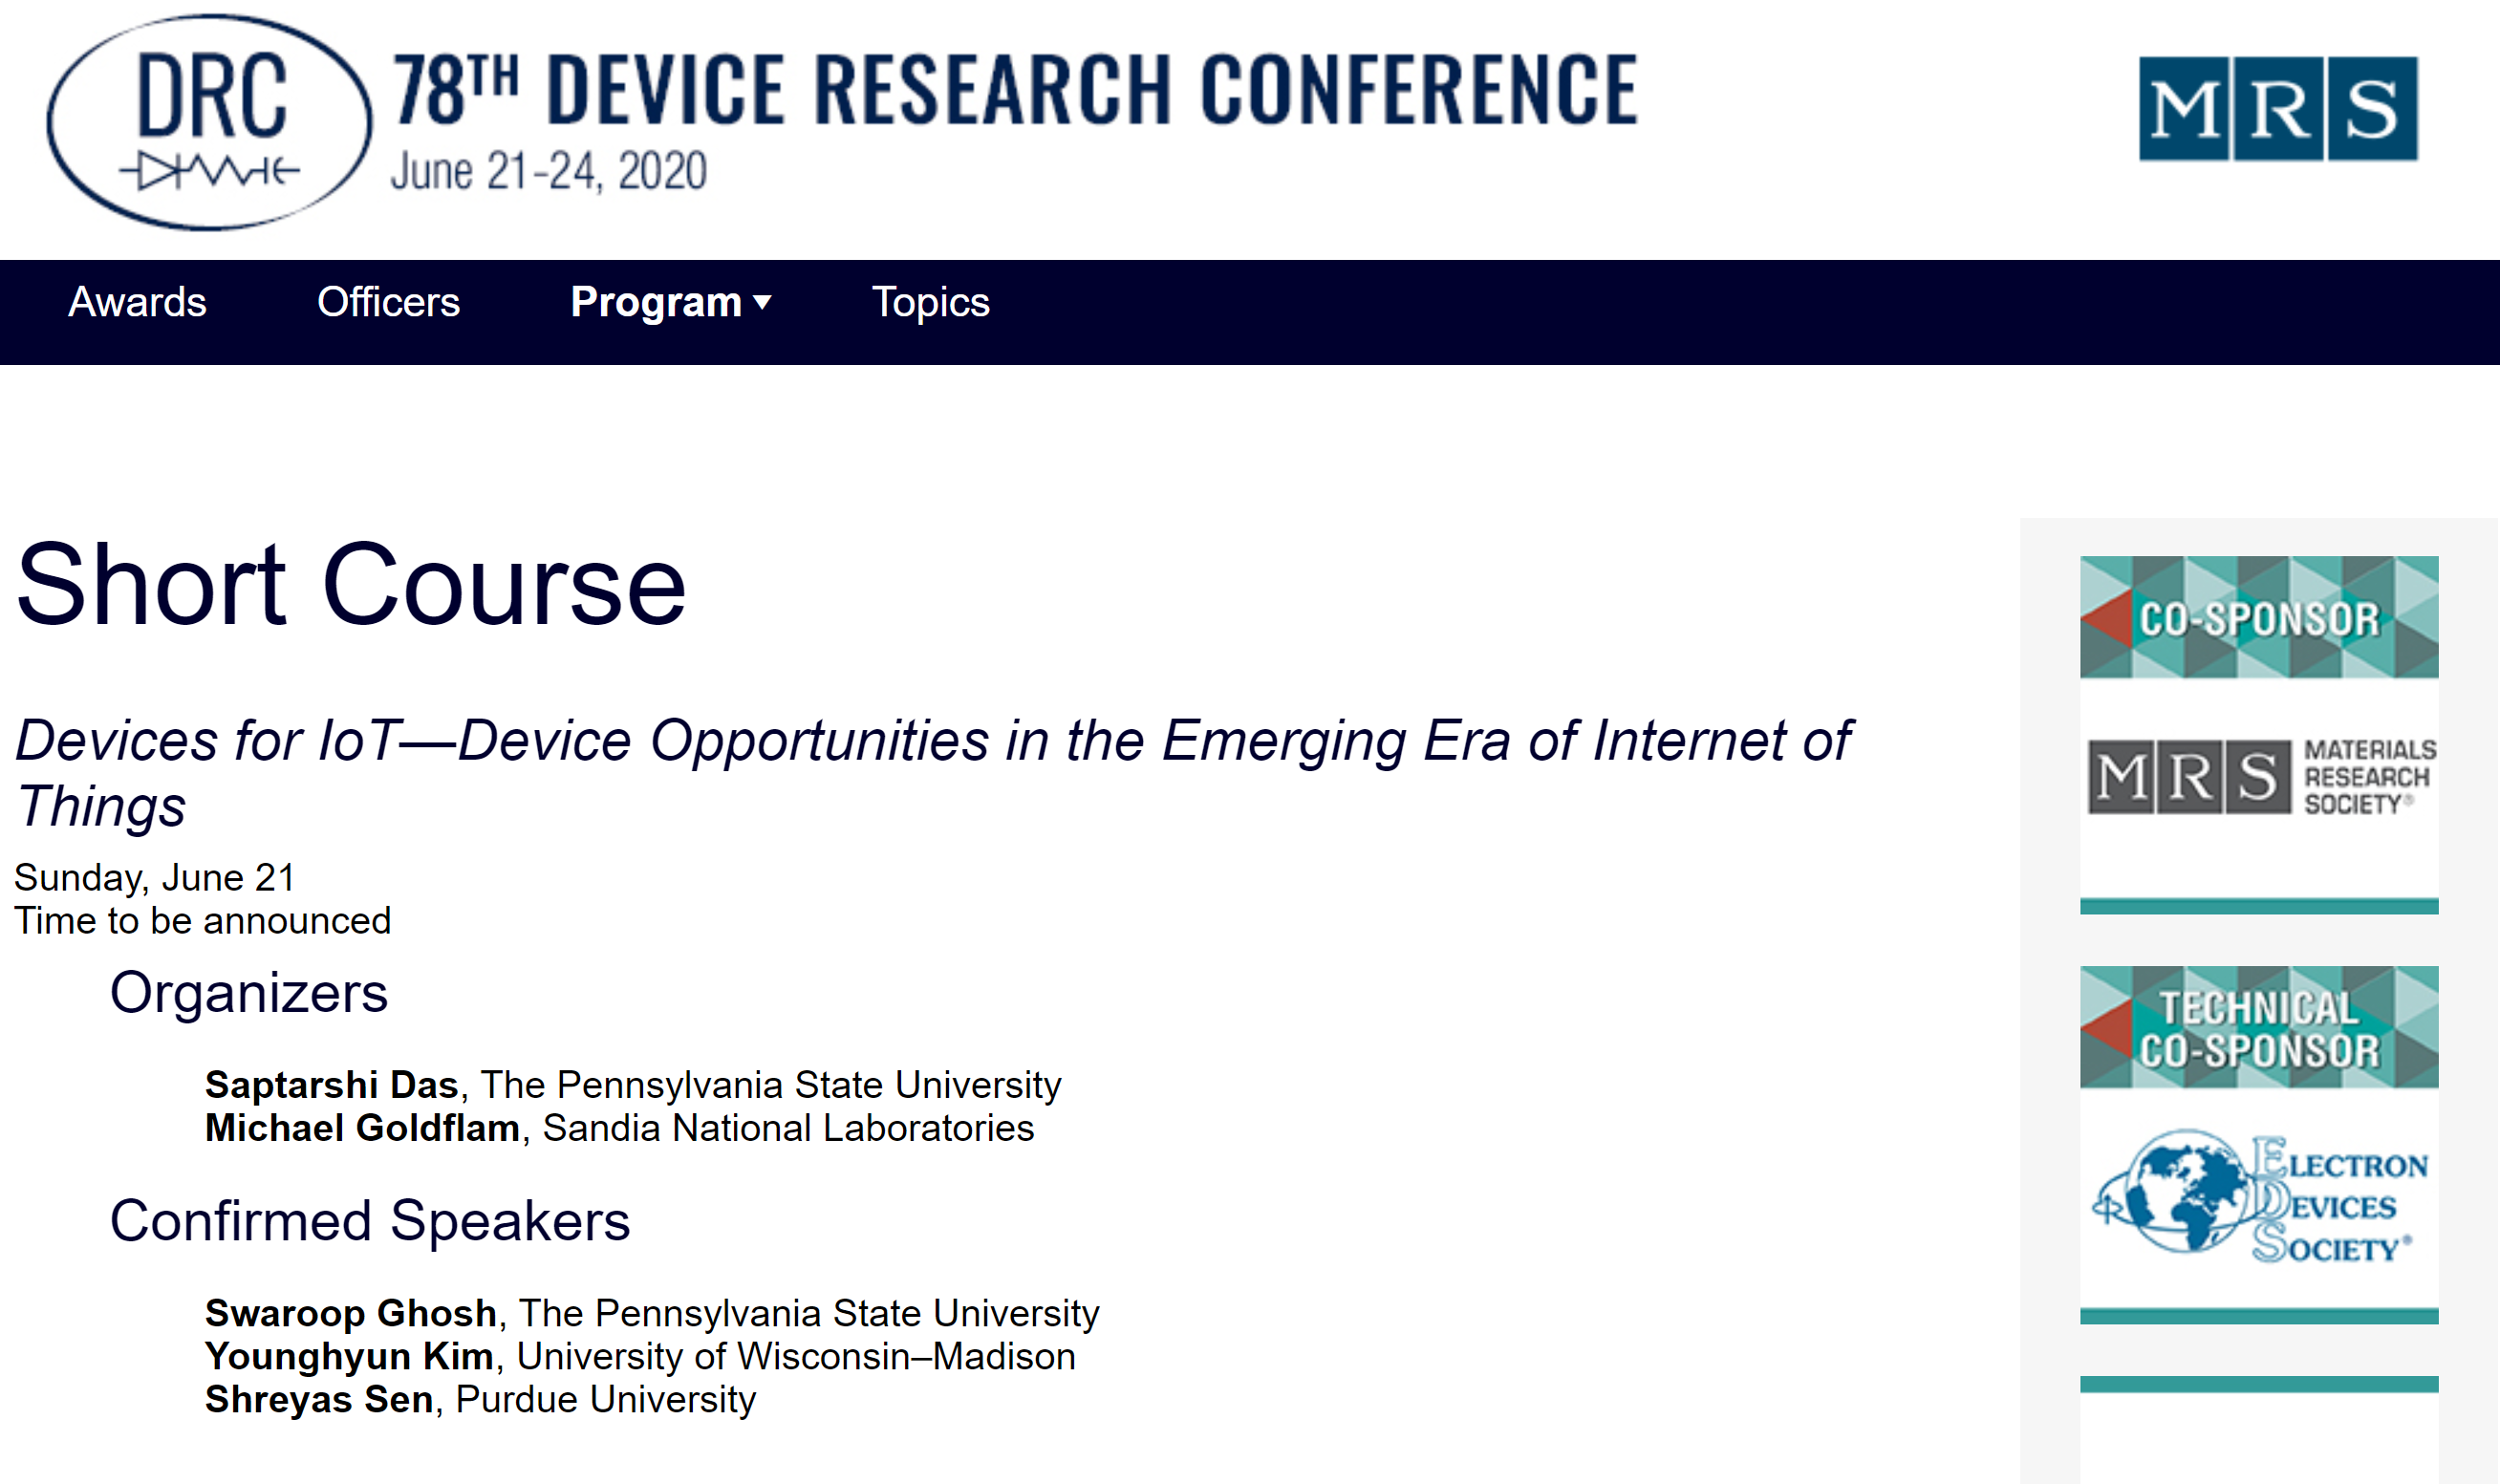 DRC
78TH DEVICE RESEARCH CONFERENCE
June 21-24, 2020
MRS
Awards Officers Program Topics
Short Course
Devices for IoT—Device Opportunities in the Emerging Era of Internet of
Things
Sunday, June 21
Time to be announced
Organizers
Saptarshi Das, The Pennsylvania State University
Michael Goldflam, Sandia National Laboratories
Confirmed Speakers
Swaroop Ghosh, The Pennsylvania State University
Younghyun Kim, University of Wisconsin–Madison
Shreyas Sen, Purdue University
CO-SPONSOR
MRS
MATERIALS
RESEARCH
SOCIETY®
TECHNICAL
CO-SPONSOR
ELECTRON
DEVICES
SOCIETY®